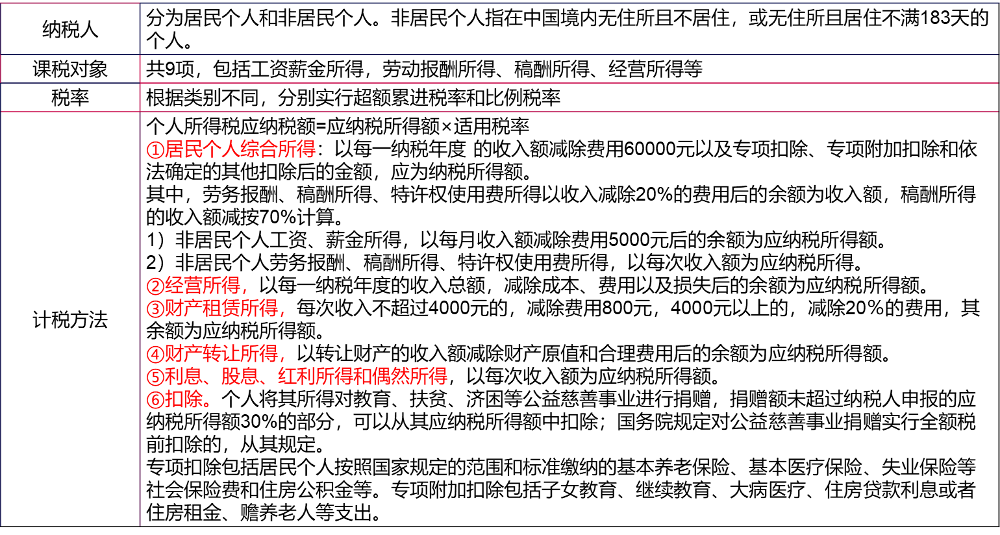 纳税人
分为居民个人和非居民个人。非居民个人指在中国境内无住所且不居住，或无住所且居住不满183天的
个人。
课税对象
共9项，包括工资薪金所得，劳动报酬所得、稿酬所得、经营所得等
税率
根据类别不同，分别实行超额累进税率和比例税率
计税方法
个人所得税应纳税额=应纳税所得额×适用税率
①居民个人综合所得：以每一纳税年度 的收入额减除费用60000元以及专项扣除、专项附加扣除和依
法确定的其他扣除后的金额，应为纳税所得额。
其中，劳务报酬、稿酬所得、特许权使用费所得以收入减除20%的费用后的余额为收入额，稿酬所得
的收入额减按70%计算。
1）非居民个人工资、薪金所得，以每月收入额减除费用5000元后的余额为应纳税所得额。
2）非居民个人劳务报酬、稿酬所得、特许权使用费所得，以每次收入额为应纳税所得。
②经营所得，以每一纳税年度的收入总额，减除成本、费用以及损失后的余额为应纳税所得额。
③财产租赁所得，每次收入不超过4000元的，减除费用800元，4000元以上的，减除20%的费用，其
余额为应纳税所得额。
④财产转让所得，以转让财产的收入额减除财产原值和合理费用后的余额为应纳税所得额。
⑤利息、股息、红利所得和偶然所得，以每次收入额为应纳税所得额。
⑥扣除。个人将其所得对教育、扶贫、济困等公益慈善事业进行捐赠，捐赠额未超过纳税人申报的应
纳税所得额30%的部分，可以从其应纳税所得额中扣除；国务院规定对公益慈善事业捐赠实行全额税
前扣除的，从其规定。
专项扣除包括居民个人按照国家规定的范围和标准缴纳的基本养老保险、基本医疗保险、失业保险等
社会保险费和住房公积金等。专项附加扣除包括子女教育、继续教育、大病医疗、住房贷款利息或者
住房租金、赡养老人等支出。